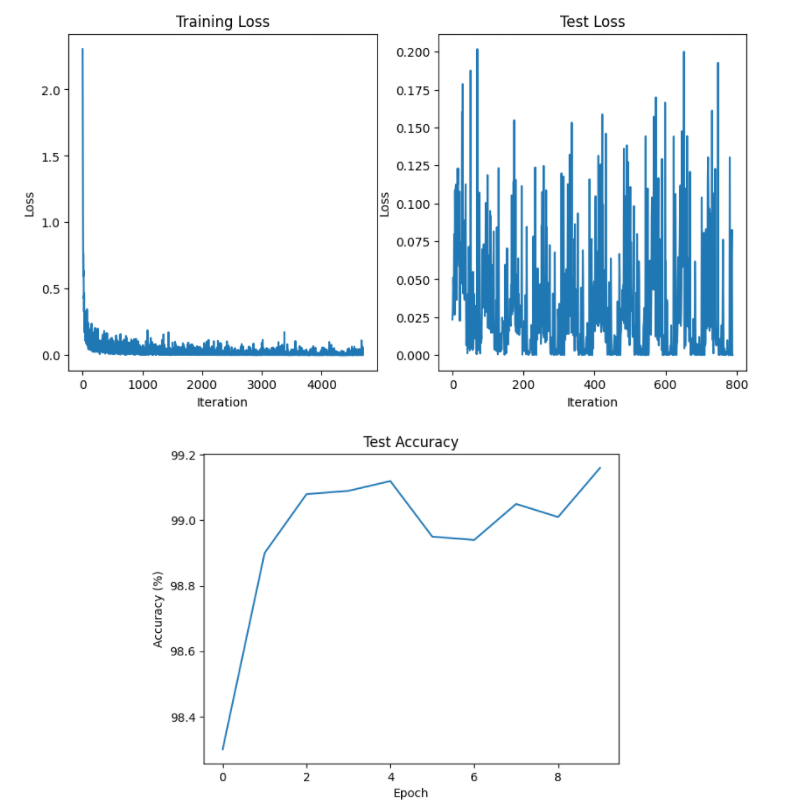 Training Loss
Loss
2.0
1.5
1.0
0.5
0.0
0 1000 2000 3000 4000
Iteration
Test Loss
Loss
0.200
0.175
0.150
0.125
0.100
0.075
0.050
0.025
0.000
0 200 400 600 800
Iteration
Test Accuracy
Accuracy (%)
99.2
99.0
98.8
98.6
98.4
0 2 4 6 8
Epoch